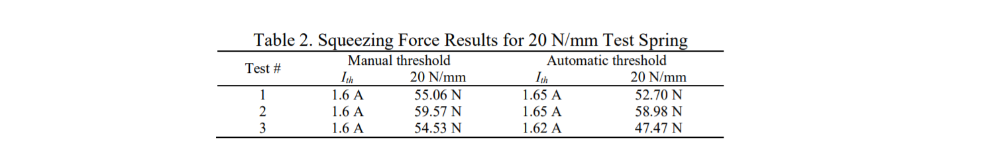 Table 2. Squeezing Force Results for 20 N/mm Test Spring
Test # Manual threshold Automatic threshold
Ith 20 N/mm Ith 20 N/mm
1 1.6 A 55.06 N 1.65 A 52.70 N
2 1.6 A 59.57 N 1.65 A 58.98 N
3 1.6 A 54.53 N 1.62 A 47.47 N